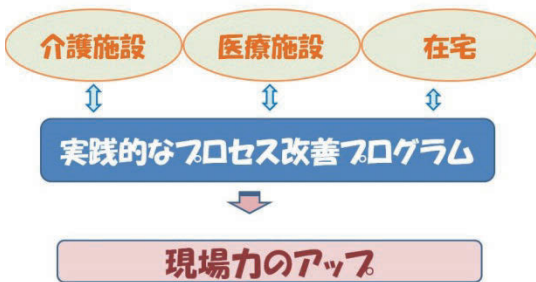 介護施設
医療施設
在宅
実践的なプロセス改善プログラム
現場力のアップ